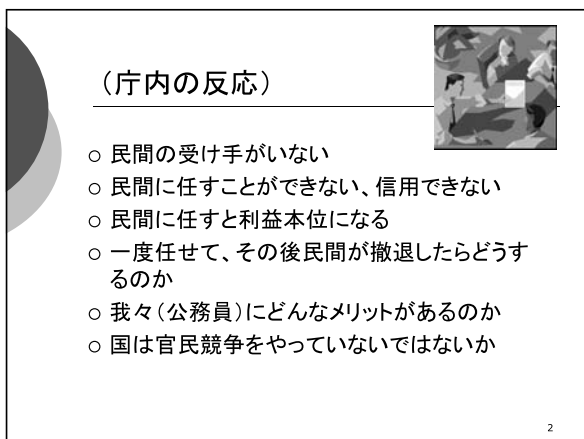 （庁内の反応）
○ 民間の受け手がいない
○ 民間に任すことができない、信用できない
○ 民間に任すと利益本位になる
○ 一度任せて、その後民間が撤退したらどうす
るのか
○ 我々（公務員）にどんなメリットがあるのか
○ 国は官民競争をやっていないではないか
2